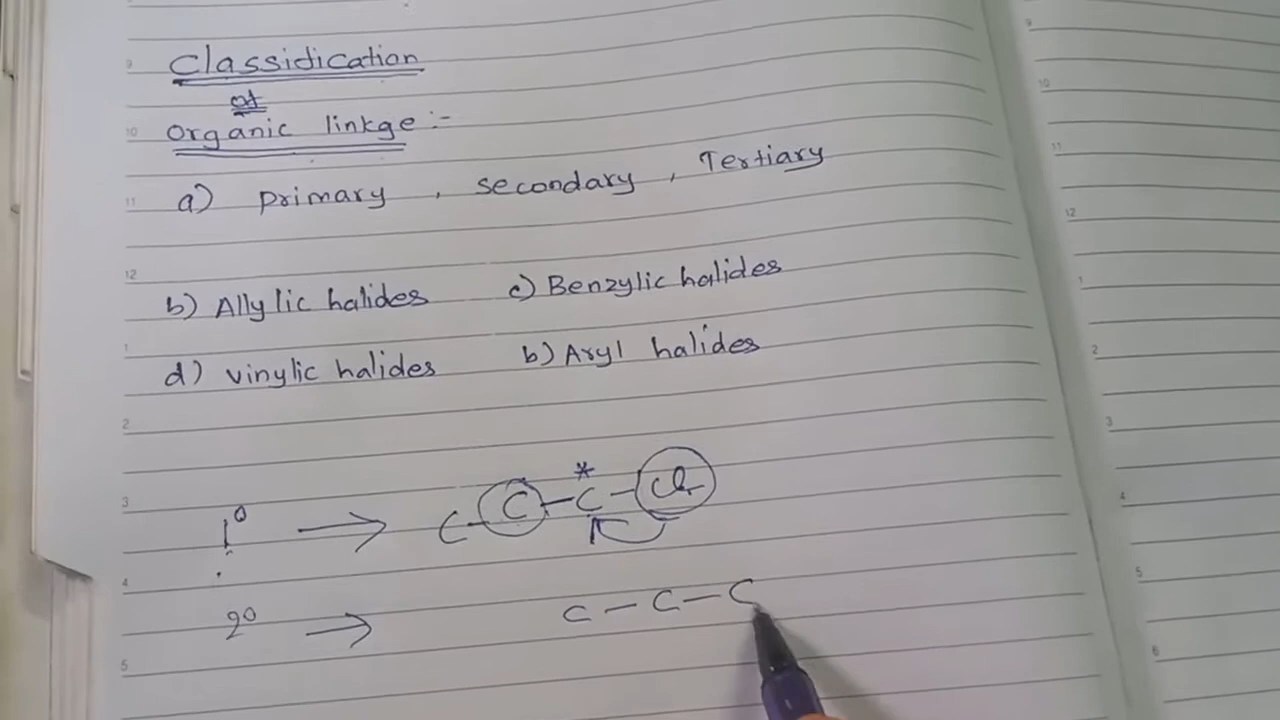 Classidication
of
Organic linkge :-
a) primary , secondary , Tertiary
b) Allylic halides c) Benzylic halides
d) vinylic halides b) Aryl halides
1° → C - C - C* - Cl
2° → C - C - C